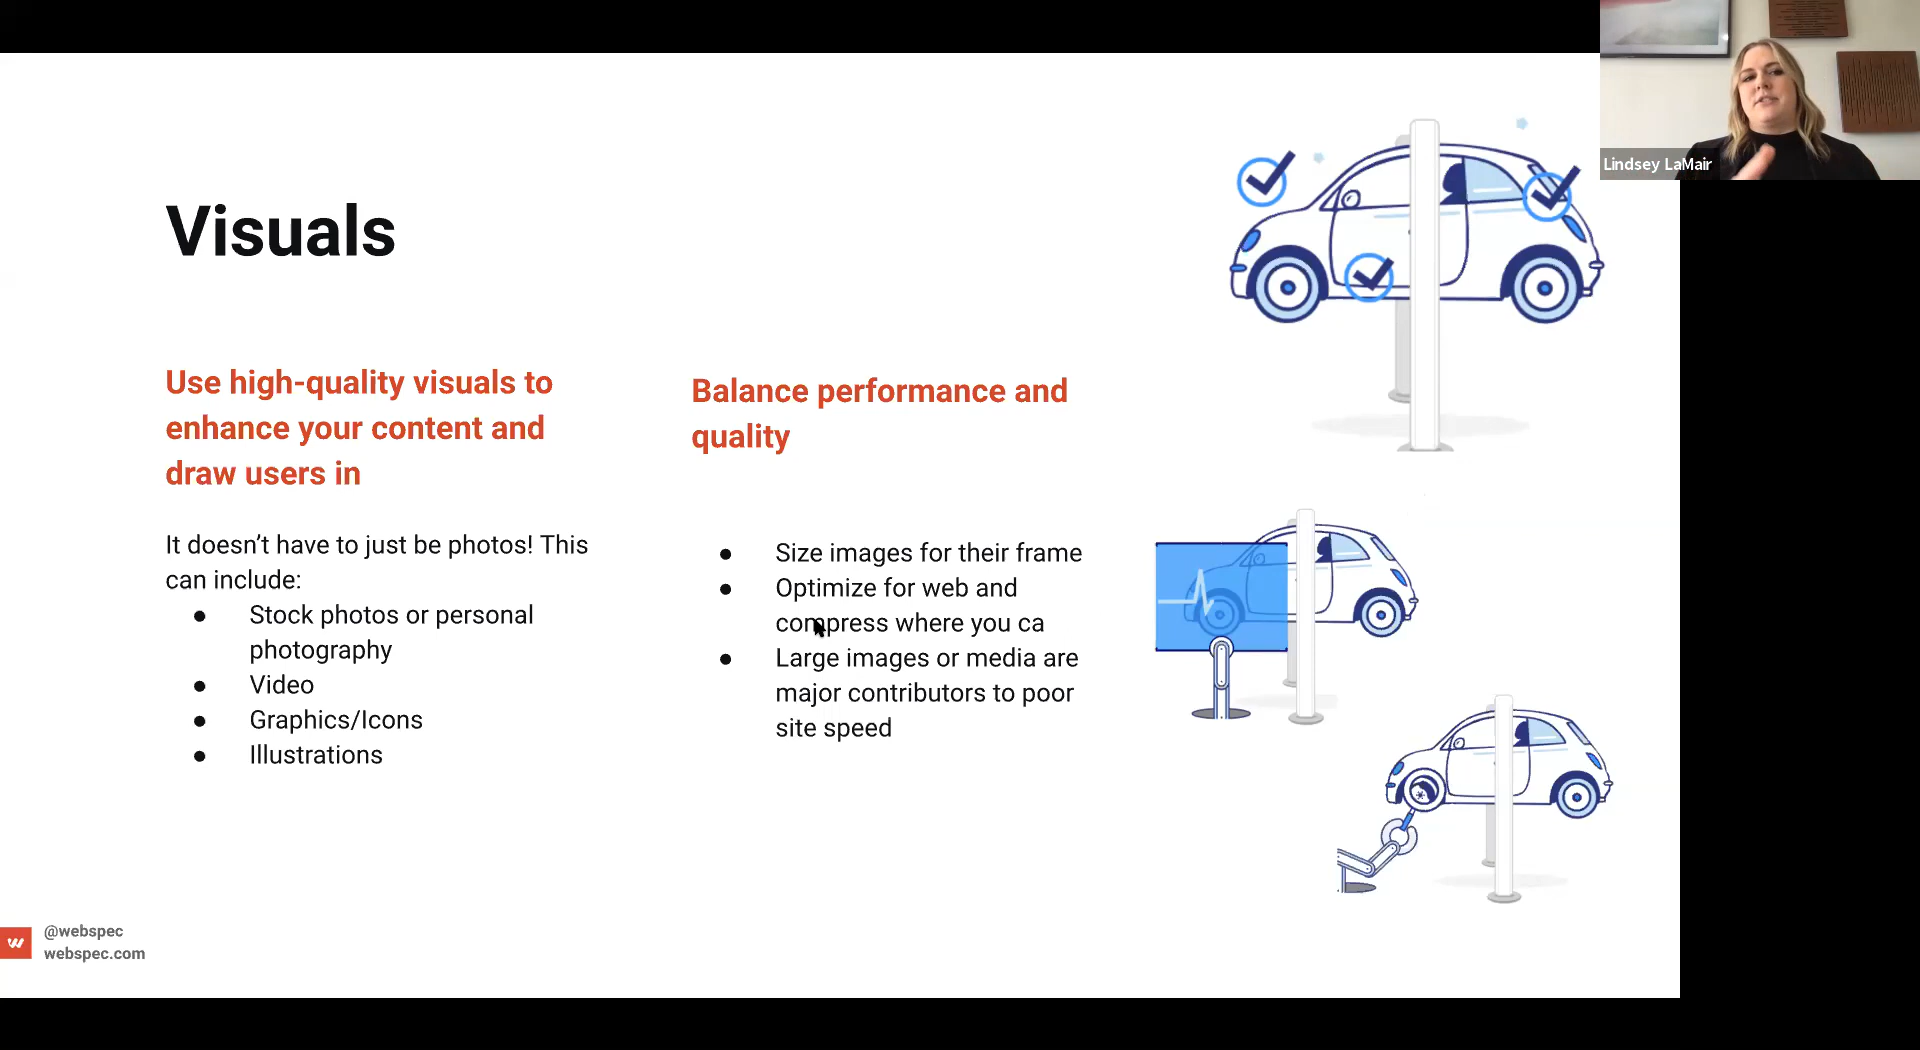 Lindsey LaMair
Visuals
Use high-quality visuals to
enhance your content and
draw users in
It doesn’t have to just be photos! This
can include:
● Stock photos or personal
photography
● Video
● Graphics/Icons
● Illustrations
Balance performance and
quality
● Size images for their frame
● Optimize for web and
compress where you ca
● Large images or media are
major contributors to poor
site speed
@webspec
webspec.com